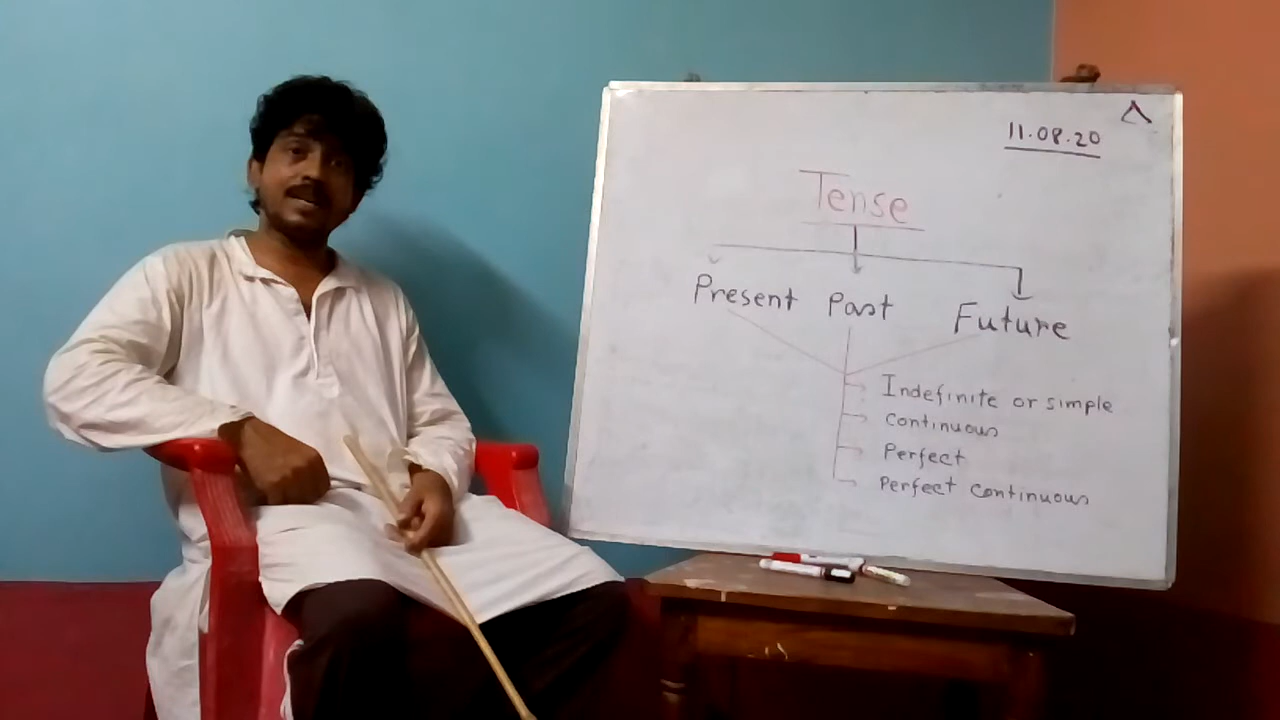 11.08.20
Tense
Present Past Future
Indefinite or simple
Continuous
Perfect
Perfect continuous